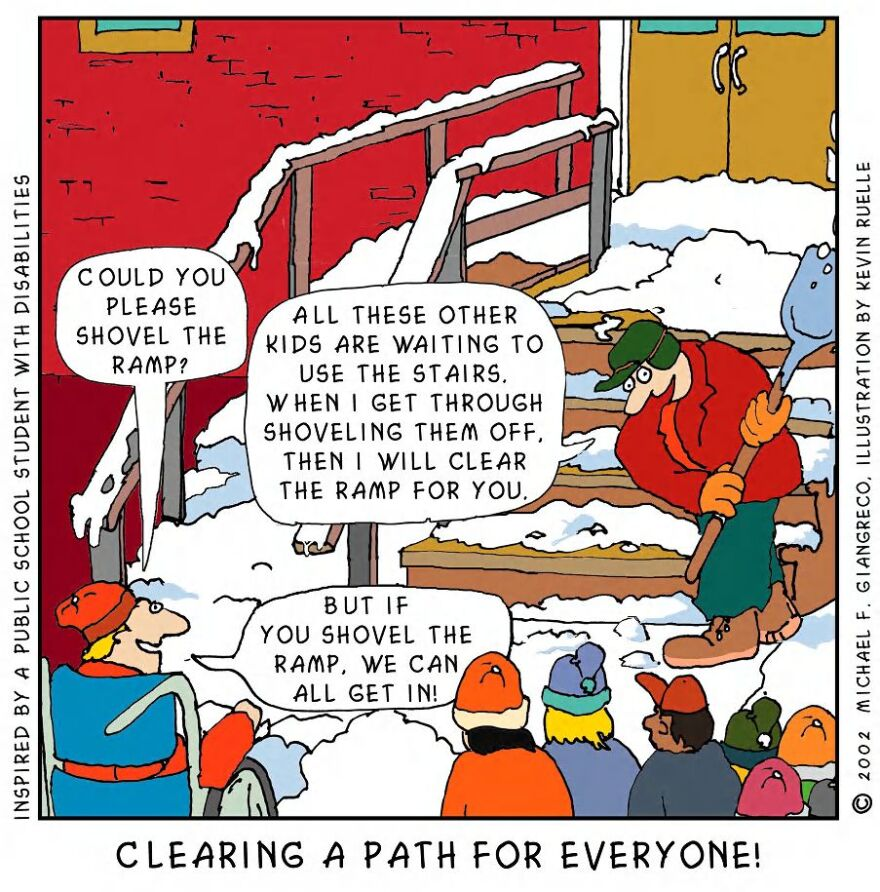 COULD YOU
PLEASE
SHOVEL THE
RAMP?
ALL THESE OTHER
KIDS ARE WAITING TO
USE THE STAIRS.
WHEN I GET THROUGH
SHOVELING THEM OFF,
THEN I WILL CLEAR
THE RAMP FOR YOU.
BUT IF
YOU SHOVEL THE
RAMP, WE CAN
ALL GET IN!
INSPIRED BY A PUBLIC SCHOOL STUDENT WITH DISABILITIES
© 2002 MICHAEL F. GIANGRECO, ILLUSTRATION BY KEVIN RUELLE
CLEARING A PATH FOR EVERYONE!